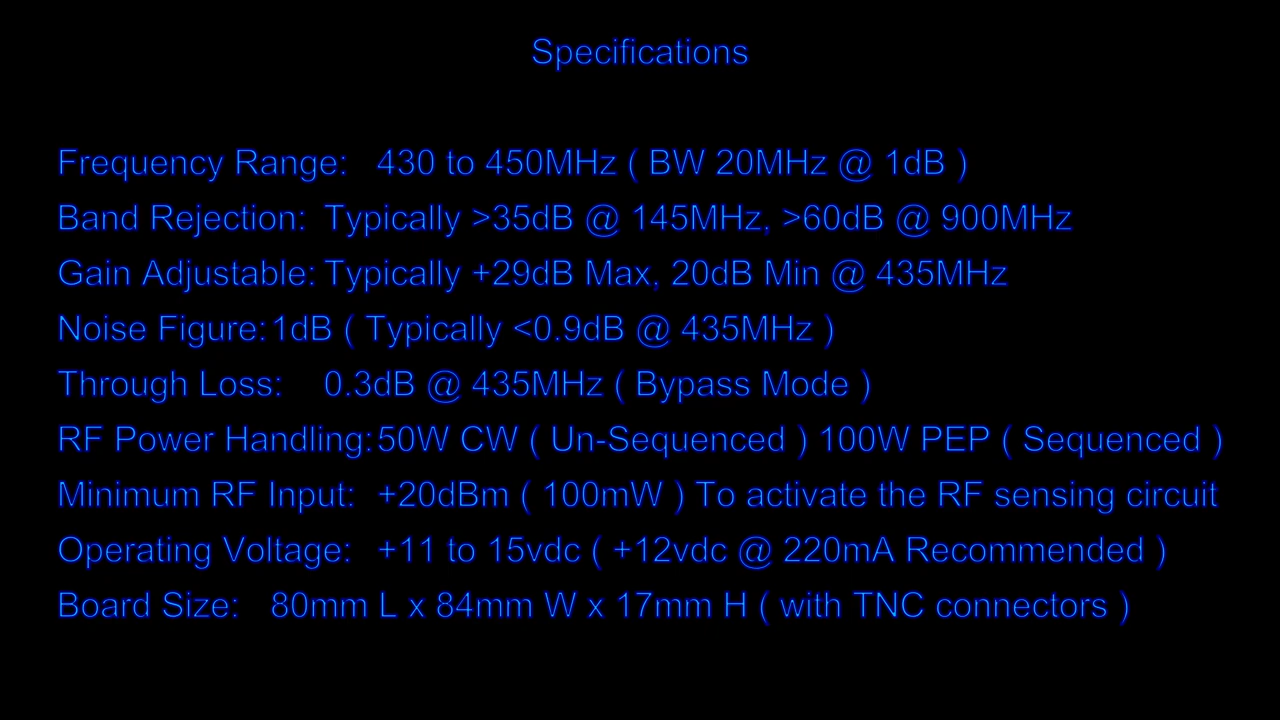 Specifications
Frequency Range: 430 to 450MHz ( BW 20MHz @ 1dB )
Band Rejection: Typically >35dB @ 145MHz, >60dB @ 900MHz
Gain Adjustable: Typically +29dB Max, 20dB Min @ 435MHz
Noise Figure: 1dB ( Typically <0.9dB @ 435MHz )
Through Loss: 0.3dB @ 435MHz ( Bypass Mode )
RF Power Handling: 50W CW ( Un-Sequenced ) 100W PEP ( Sequenced )
Minimum RF Input: +20dBm ( 100mW ) To activate the RF sensing circuit
Operating Voltage: +11 to 15vdc ( +12vdc @ 220mA Recommended )
Board Size: 80mm L x 84mm W x 17mm H ( with TNC connectors )